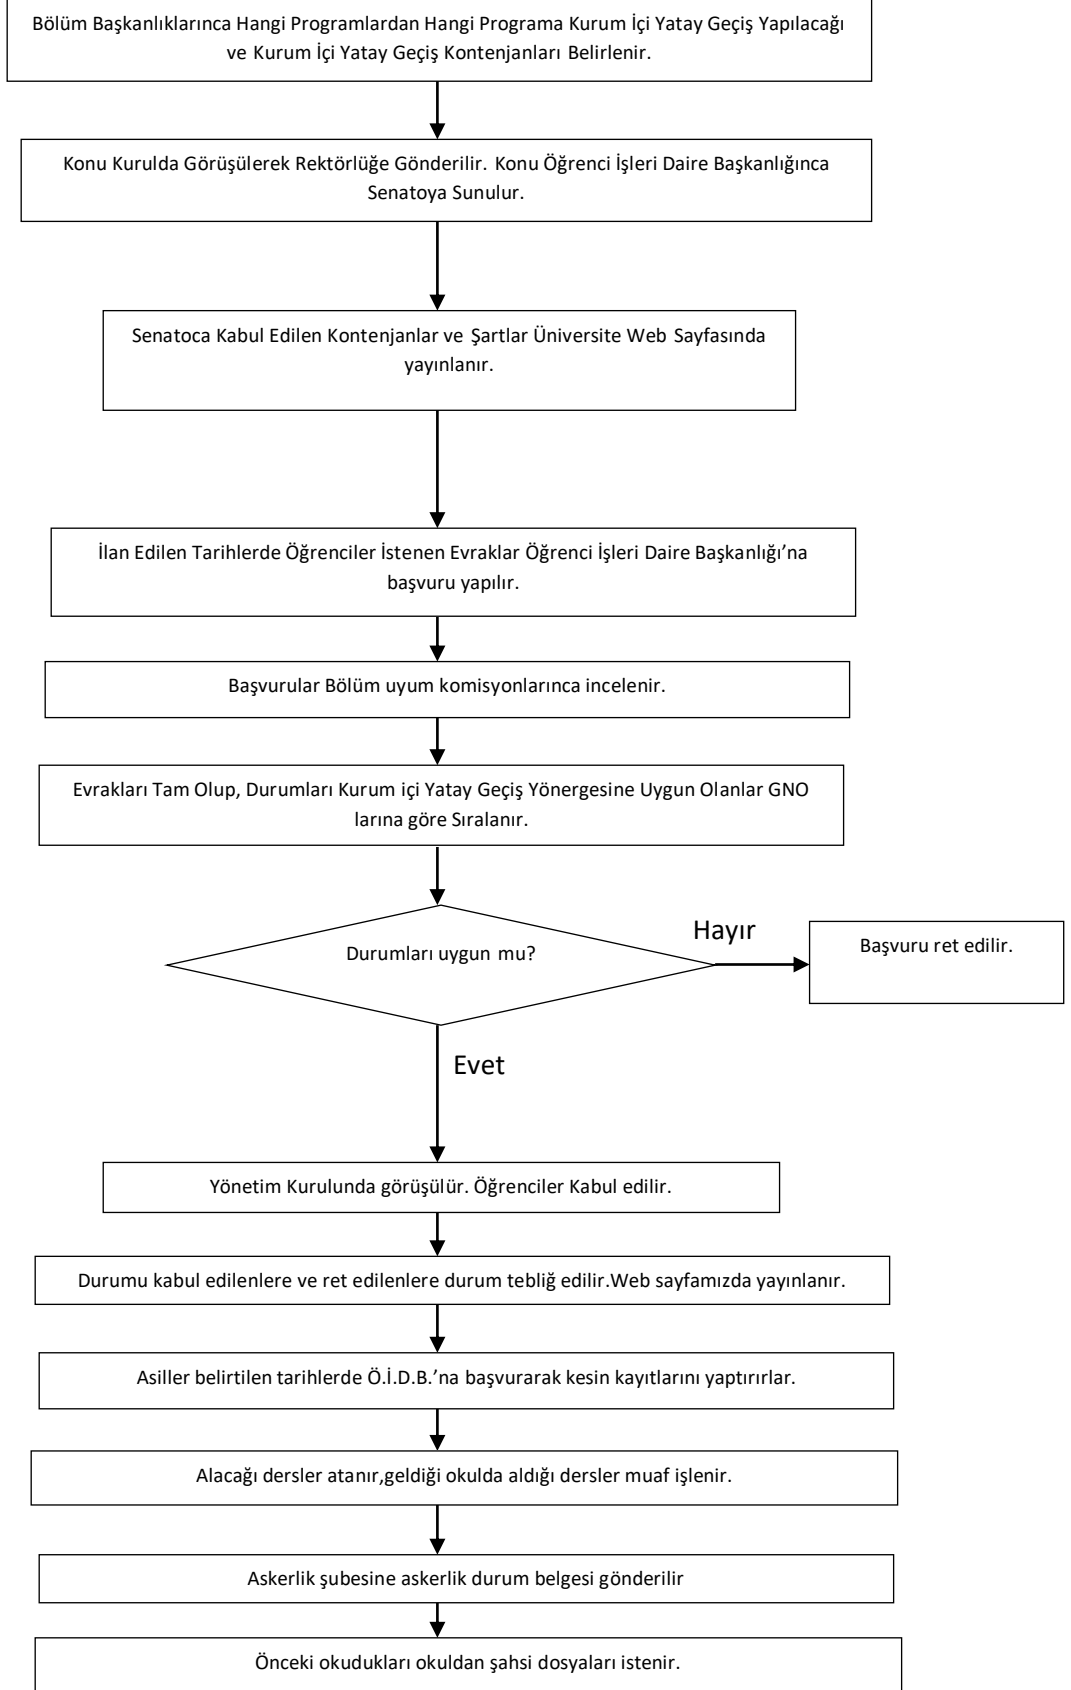 Bölüm Başkanlıklarınca Hangi Programlardan Hangi Programa Kurum İçi Yatay Geçiş Yapılacağı
ve Kurum İçi Yatay Geçiş Kontenjanları Belirlenir.
Konu Kurulda Görüşülerek Rektörlüğe Gönderilir. Konu Öğrenci İşleri Daire Başkanlığınca
Senatoya Sunulur.
Senatoca Kabul Edilen Kontenjanlar ve Şartlar Üniversite Web Sayfasında
yayınlanır.
İlan Edilen Tarihlerde Öğrenciler İstenen Evraklar Öğrenci İşleri Daire Başkanlığı’na
başvuru yapılır.
Başvurular Bölüm uyum komisyonlarınca incelenir.
Evrakları Tam Olup, Durumları Kurum içi Yatay Geçiş Yönergesine Uygun Olanlar GNO
larına göre Sıralanır.
Durumları uygun mu?
Hayır
Başvuru ret edilir.
Evet
Yönetim Kurulunda görüşülür. Öğrenciler Kabul edilir.
Durumu kabul edilenlere ve ret edilenlere durum tebliğ edilir.Web sayfamızda yayınlanır.
Asiller belirtilen tarihlerde Ö.İ.D.B.’na başvurarak kesin kayıtlarını yaptırırlar.
Alacağı dersler atanır,geldiği okulda aldığı dersler muaf işlenir.
Askerlik şubesine askerlik durum belgesi gönderilir
Önceki okudukları okuldan şahsi dosyaları istenir.